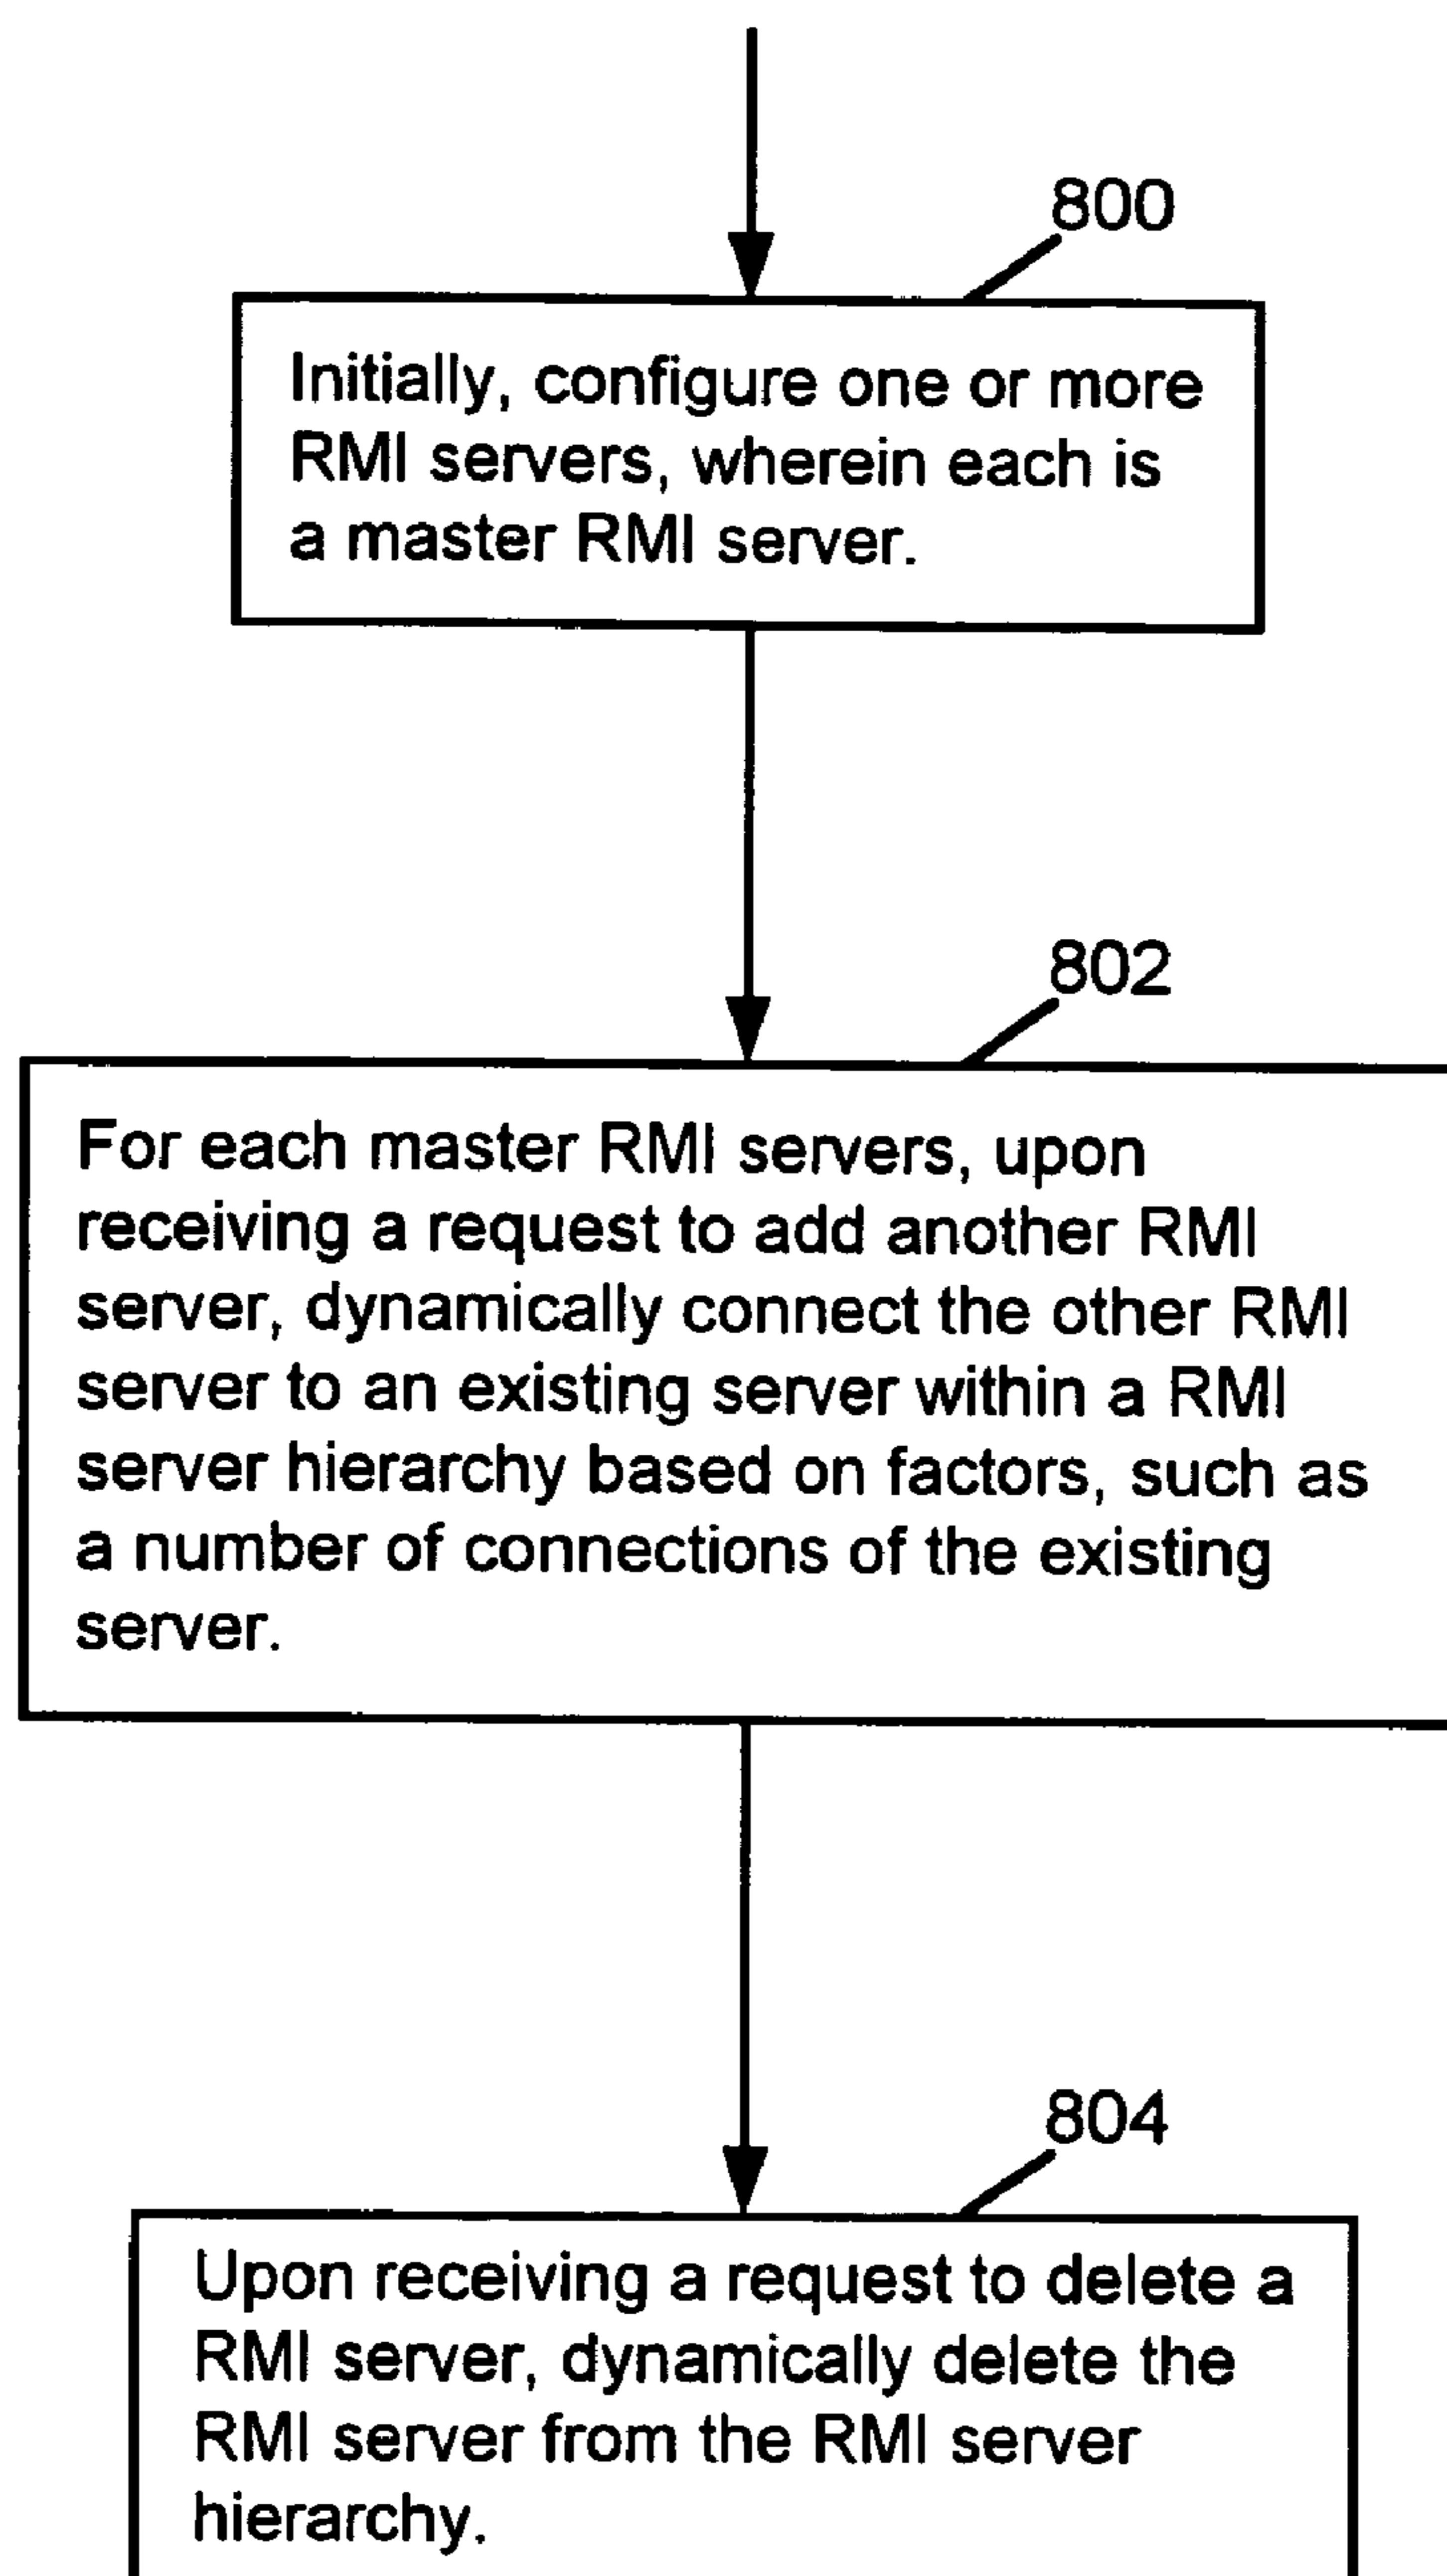 800
Initially, configure one or more
RMI servers, wherein each is
a master RMI server.
802
For each master RMI servers, upon
receiving a request to add another RMI
server, dynamically connect the other RMI
server to an existing server within a RMI
server hierarchy based on factors, such as
a number of connections of the existing
server.
804
Upon receiving a request to delete a
RMI server, dynamically delete the
RMI server from the RMI server
hierarchy.